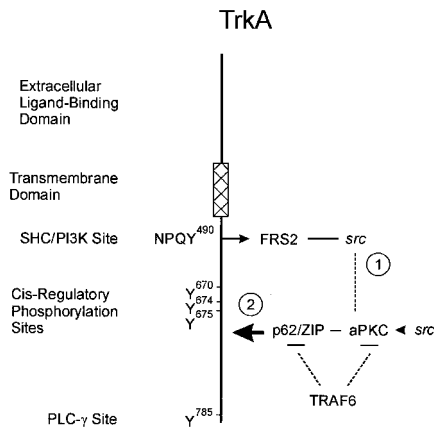 TrkA
Extracellular
Ligand-Binding
Domain
Transmembrane
Domain
SHC/PI3K Site NPQY490 FRS2 src
1
Cis-Regulatory
Phosphorylation
Sites
Y670
Y674
Y675
2
p62/ZIP aPKC src
TRAF6
PLC-γ Site Y785